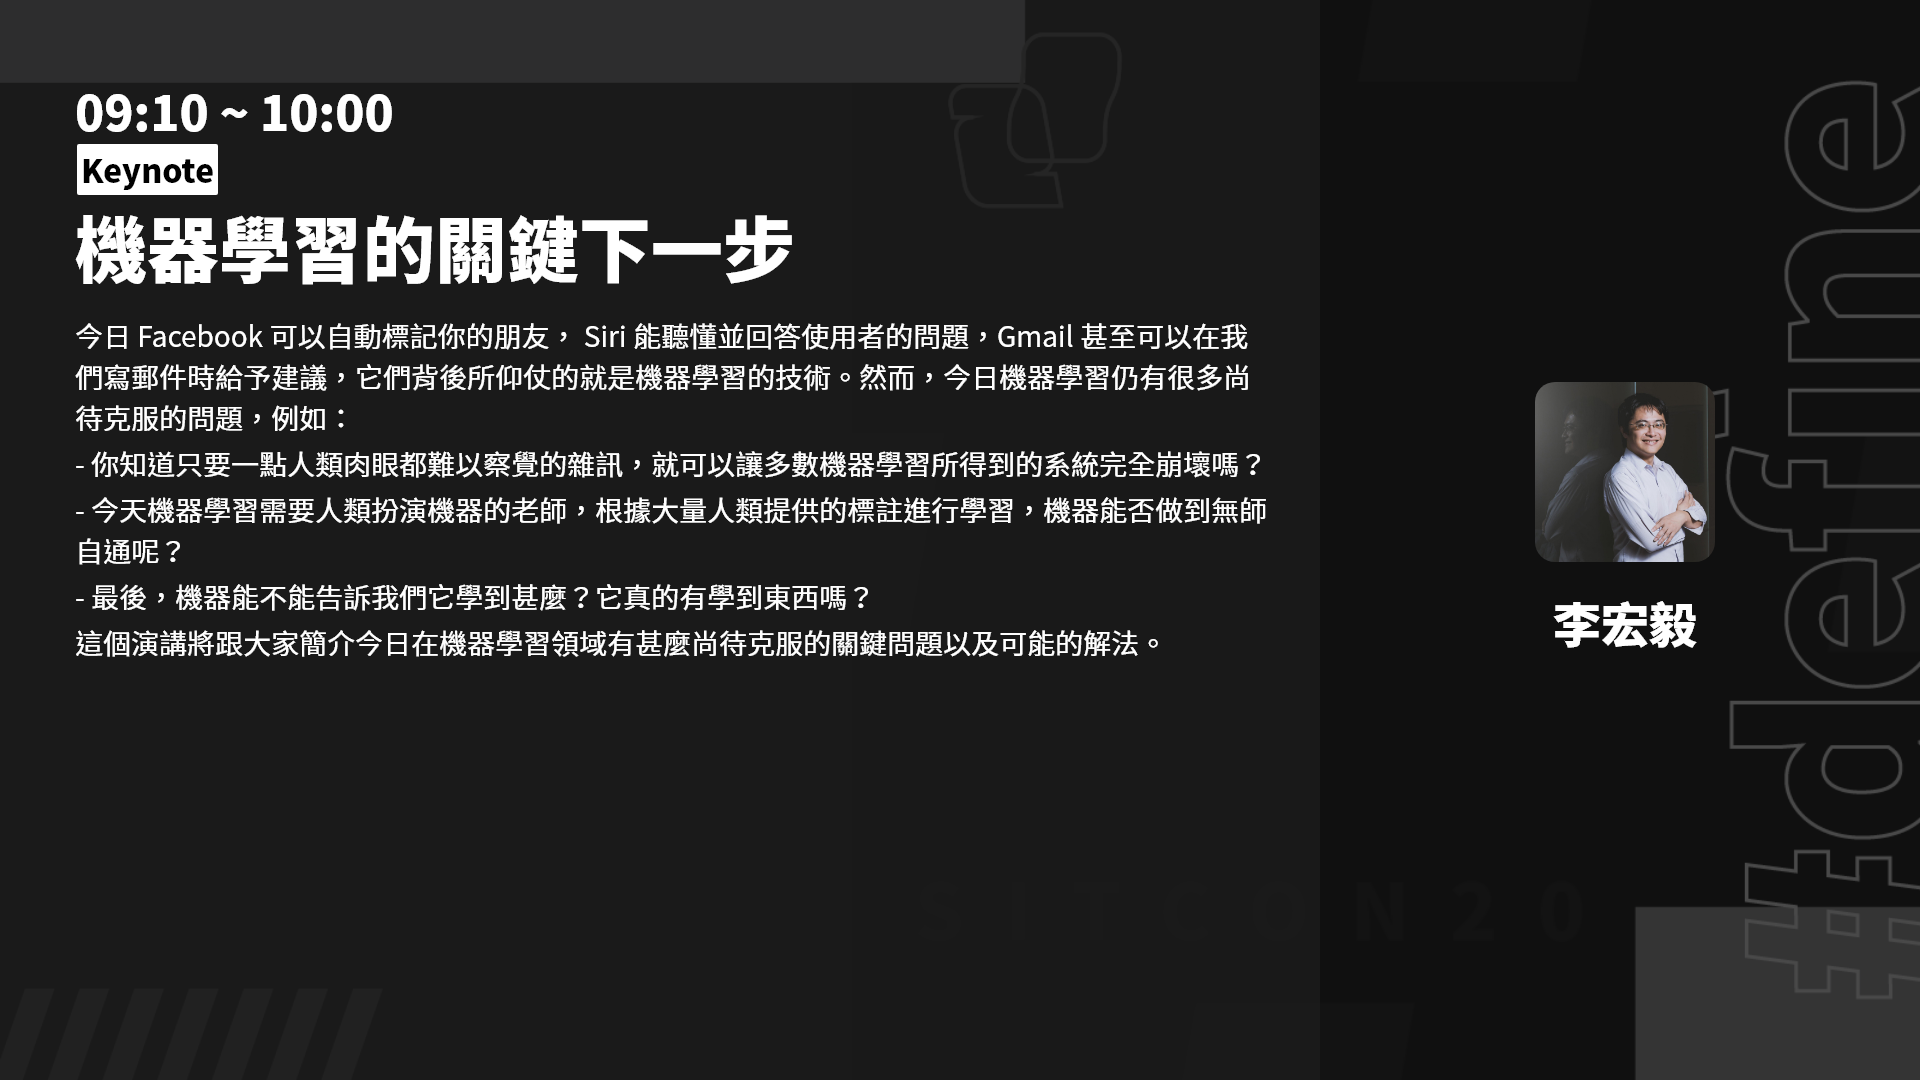 09:10 ~ 10:00
Keynote
機器學習的關鍵下一步
今日 Facebook 可以自動標記你的朋友， Siri 能聽懂並回答使用者的問題，Gmail 甚至可以在我
們寫郵件時給予建議，它們背後所仰仗的就是機器學習的技術。然而，今日機器學習仍有很多尚
待克服的問題，例如：
- 你知道只要一點人類肉眼都難以察覺的雜訊，就可以讓多數機器學習所得到的系統完全崩壞嗎？
- 今天機器學習需要人類扮演機器的老師，根據大量人類提供的標註進行學習，機器能否做到無師
自通呢？
- 最後，機器能不能告訴我們它學到甚麼？它真的有學到東西嗎？
這個演講將跟大家簡介今日在機器學習領域有甚麼尚待克服的關鍵問題以及可能的解法。
李宏毅
#define
SITCON20